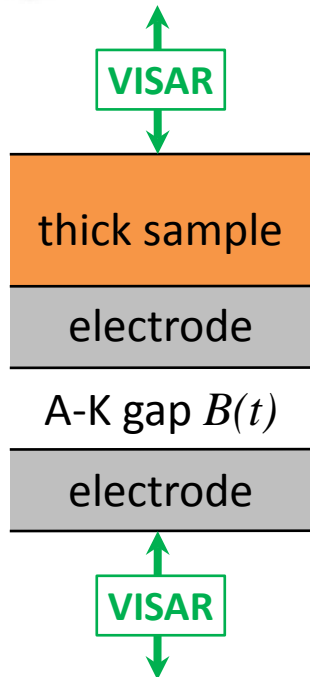 VISAR
thick sample
electrode
A-K gap B(t)
electrode
VISAR